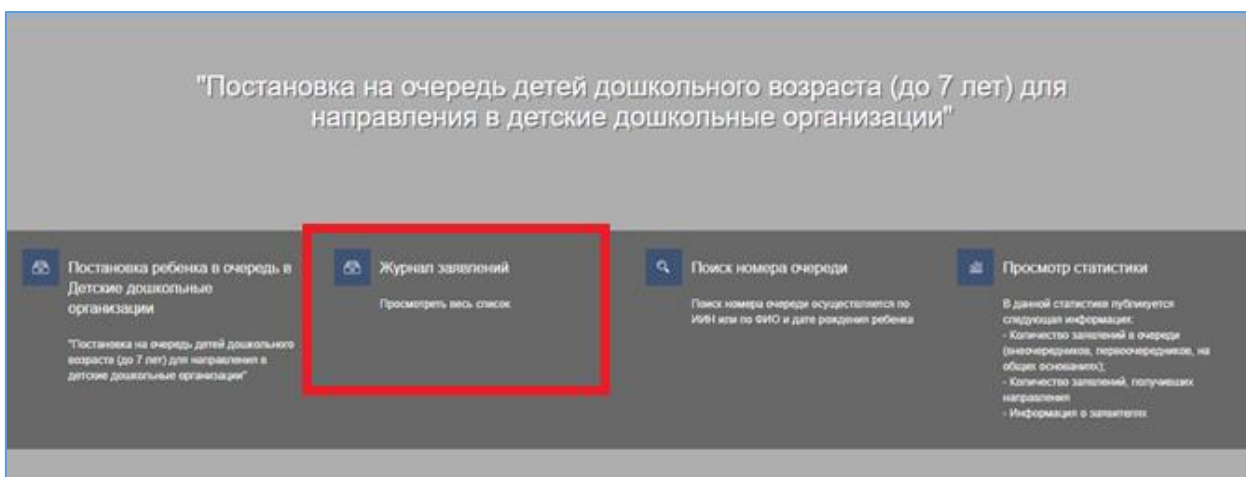 "Постановка на очередь детей дошкольного возраста (до 7 лет) для
направления в детские дошкольные организации"
Постановка ребенка в очередь в
Детские дошкольные
организации
"Постановка на очередь детей дошкольного
возраста (до 7 лет) для направления в
детские дошкольные организации"
Журнал заявлений
Просмотреть весь список
Поиск номера очереди
Поиск номера очереди осуществляется по
ИИН или по ФИО и дате рождения ребенка
Просмотр статистики
В данной статистике публикуется
следующая информация:
- Количество заявлений в очереди
(внеочередников, первоочередников, на
общих основаниях);
- Количество заявлений, получивших
направления
- Информация о заявителях